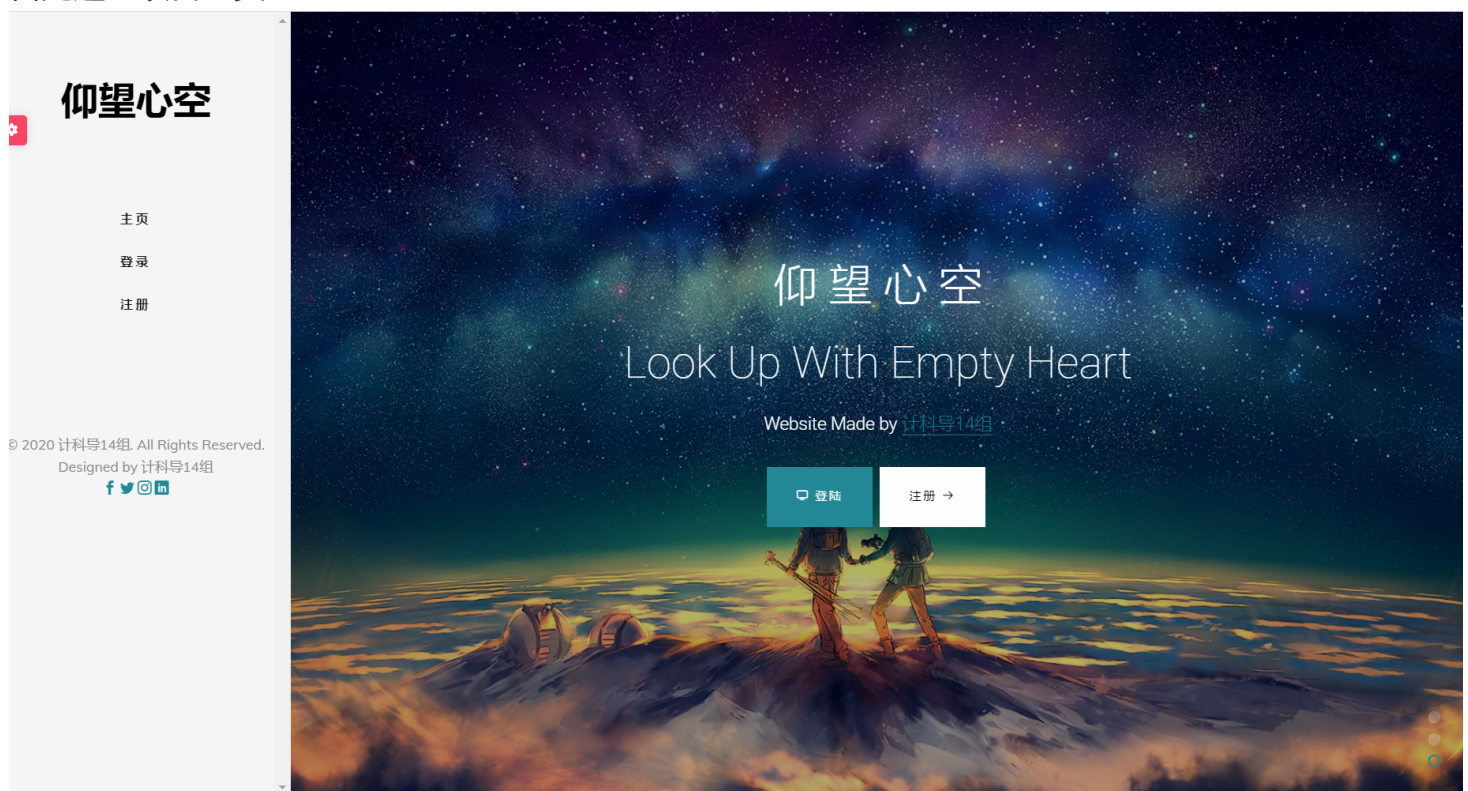 仰望心空
主页
登录
注册
© 2020 计科导14组. All Rights Reserved.
Designed by 计科导14组
仰望心空
Look Up With Empty Heart
Website Made by 计科导14组
登陆
注册